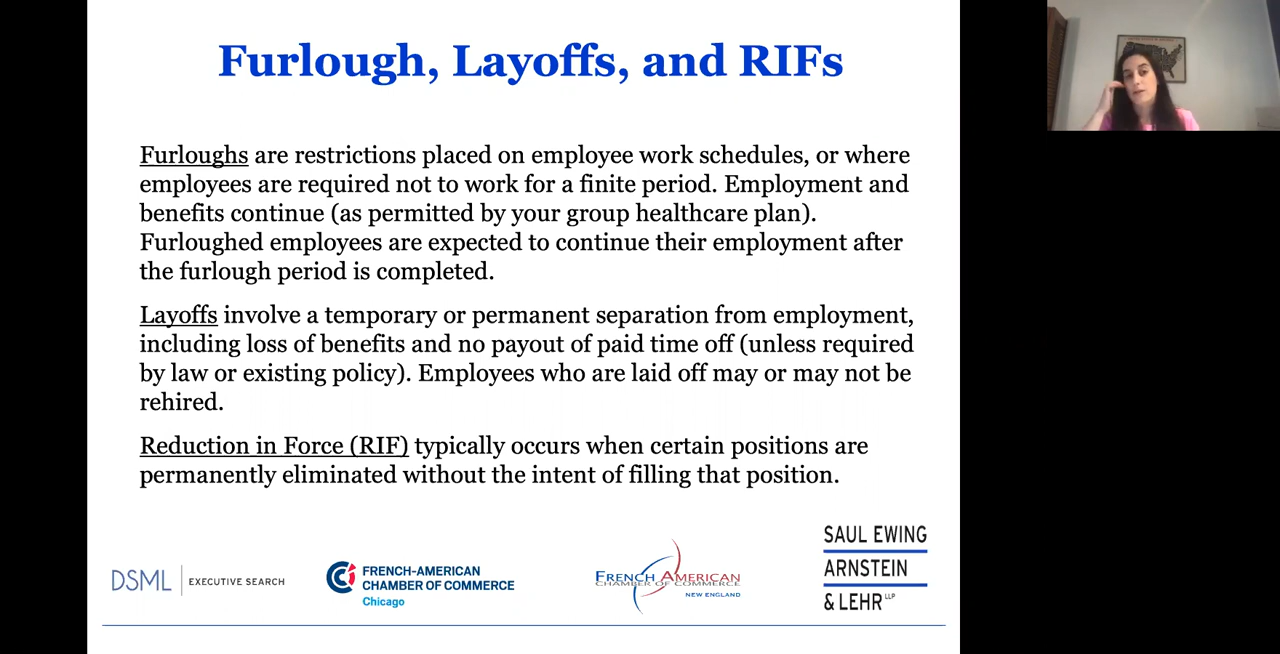 Furlough, Layoffs, and RIFs
Furloughs are restrictions placed on employee work schedules, or where
employees are required not to work for a finite period. Employment and
benefits continue (as permitted by your group healthcare plan).
Furloughed employees are expected to continue their employment after
the furlough period is completed.
Layoffs involve a temporary or permanent separation from employment,
including loss of benefits and no payout of paid time off (unless required
by law or existing policy). Employees who are laid off may or may not be
rehired.
Reduction in Force (RIF) typically occurs when certain positions are
permanently eliminated without the intent of filling that position.
DSML EXECUTIVE SEARCH
FRENCH-AMERICAN
CHAMBER OF COMMERCE
Chicago
FRENCH AMERICAN
CHAMBER OF COMMERCE
NEW ENGLAND
SAUL EWING
ARNSTEIN
& LEHR LLP